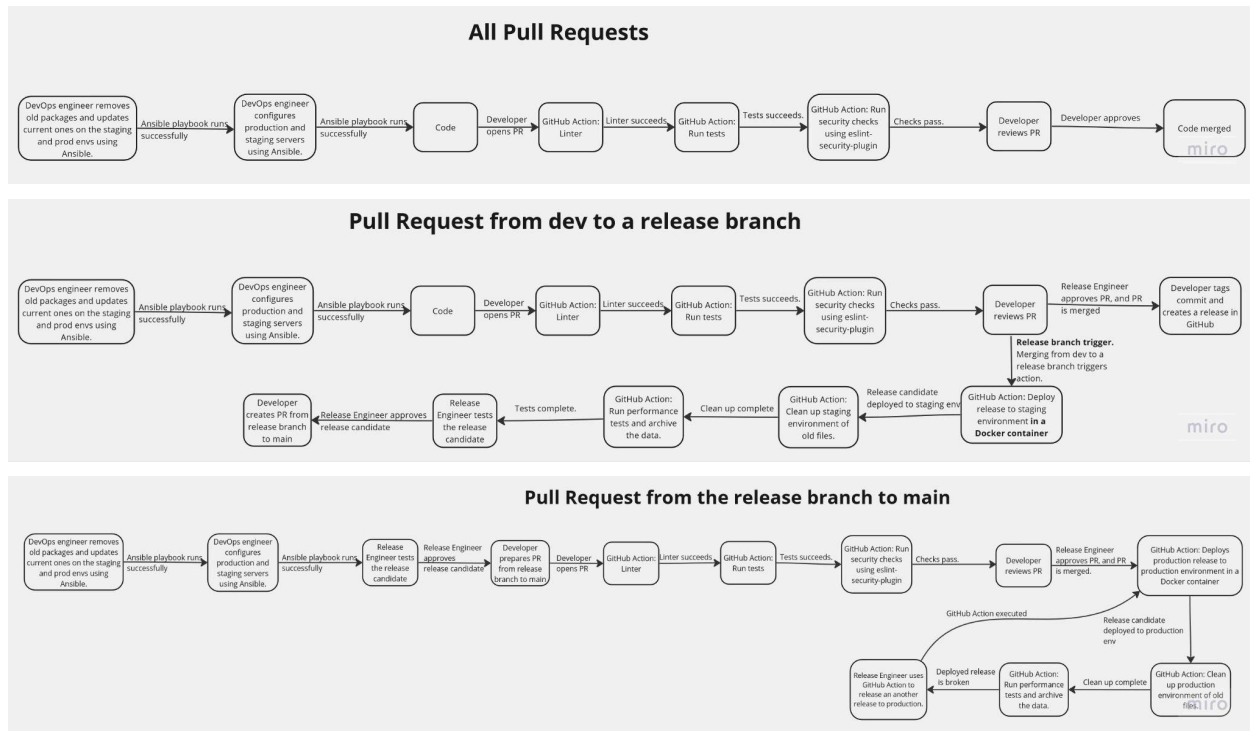 All Pull Requests
DevOps engineer removes
old packages and updates
current ones on the staging
and prod envs using
Ansible.
Ansible playbook runs
successfully
DevOps engineer
configures
production and
staging servers
using Ansible.
Ansible playbook runs
successfully
Code
Developer
opens PR
GitHub Action:
Linter
Linter succeeds
GitHub Action:
Run tests
Tests succeeds.
GitHub Action: Run
security checks
using eslint-
security-plugin
Checks pass.
Developer
reviews PR
Developer approves
Code merged
miro
Pull Request from dev to a release branch
DevOps engineer removes
old packages and updates
current ones on the staging
and prod envs using
Ansible.
Ansible playbook runs
successfully
DevOps engineer
configures
production and
staging servers
using Ansible.
Ansible playbook runs
successfully
Code
Developer
opens PR
GitHub Action:
Linter
Linter succeeds
GitHub Action:
Run tests
Tests succeeds.
GitHub Action: Run
security checks
using eslint-
security-plugin
Checks pass.
Developer
reviews PR
Release Engineer
approves PR, and PR
is merged
Developer tags
commit and
creates a release in
GitHub
Release branch trigger.
Merging from dev to a
release branch triggers
action.
GitHub Action: Deploy
release to staging
environment in a
Docker container
Release candidate
deployed to staging env
GitHub Action:
Clean up staging
environment of
old files.
Clean up complete
GitHub Action:
Run performance
tests and archive
the data.
Tests complete.
Release
Engineer tests
the release
candidate
Release Engineer approves
release candidate
Developer
creates PR from
release branch
to main
miro
Pull Request from the release branch to main
DevOps engineer removes
old packages and updates
current ones on the staging
and prod envs using
Ansible.
Ansible playbook runs
successfully
DevOps engineer
configures
production and
staging servers
using Ansible.
Ansible playbook runs
successfully
Release
Engineer tests
the release
candidate
Release Engineer
approves
release candidate
Developer
prepares PR
from release
branch to main
Developer
opens PR
GitHub Action:
Linter
Linter succeeds
GitHub Action:
Run tests
Tests succeeds.
GitHub Action: Run
security checks
using eslint-
security-plugin
Checks pass.
Developer
reviews PR
Release Engineer
approves PR, and PR
is merged.
GitHub Action: Deploys
production release to
production environment in a
Docker container
Release candidate
deployed to production
env
GitHub Action: Clean
up production
environment of old
files.
Clean up complete
GitHub Action:
Run performance
tests and archive
the data.
Deployed release
is broken
Release Engineer uses
GitHub Action to
release an another
release to production.
GitHub Action executed
miro